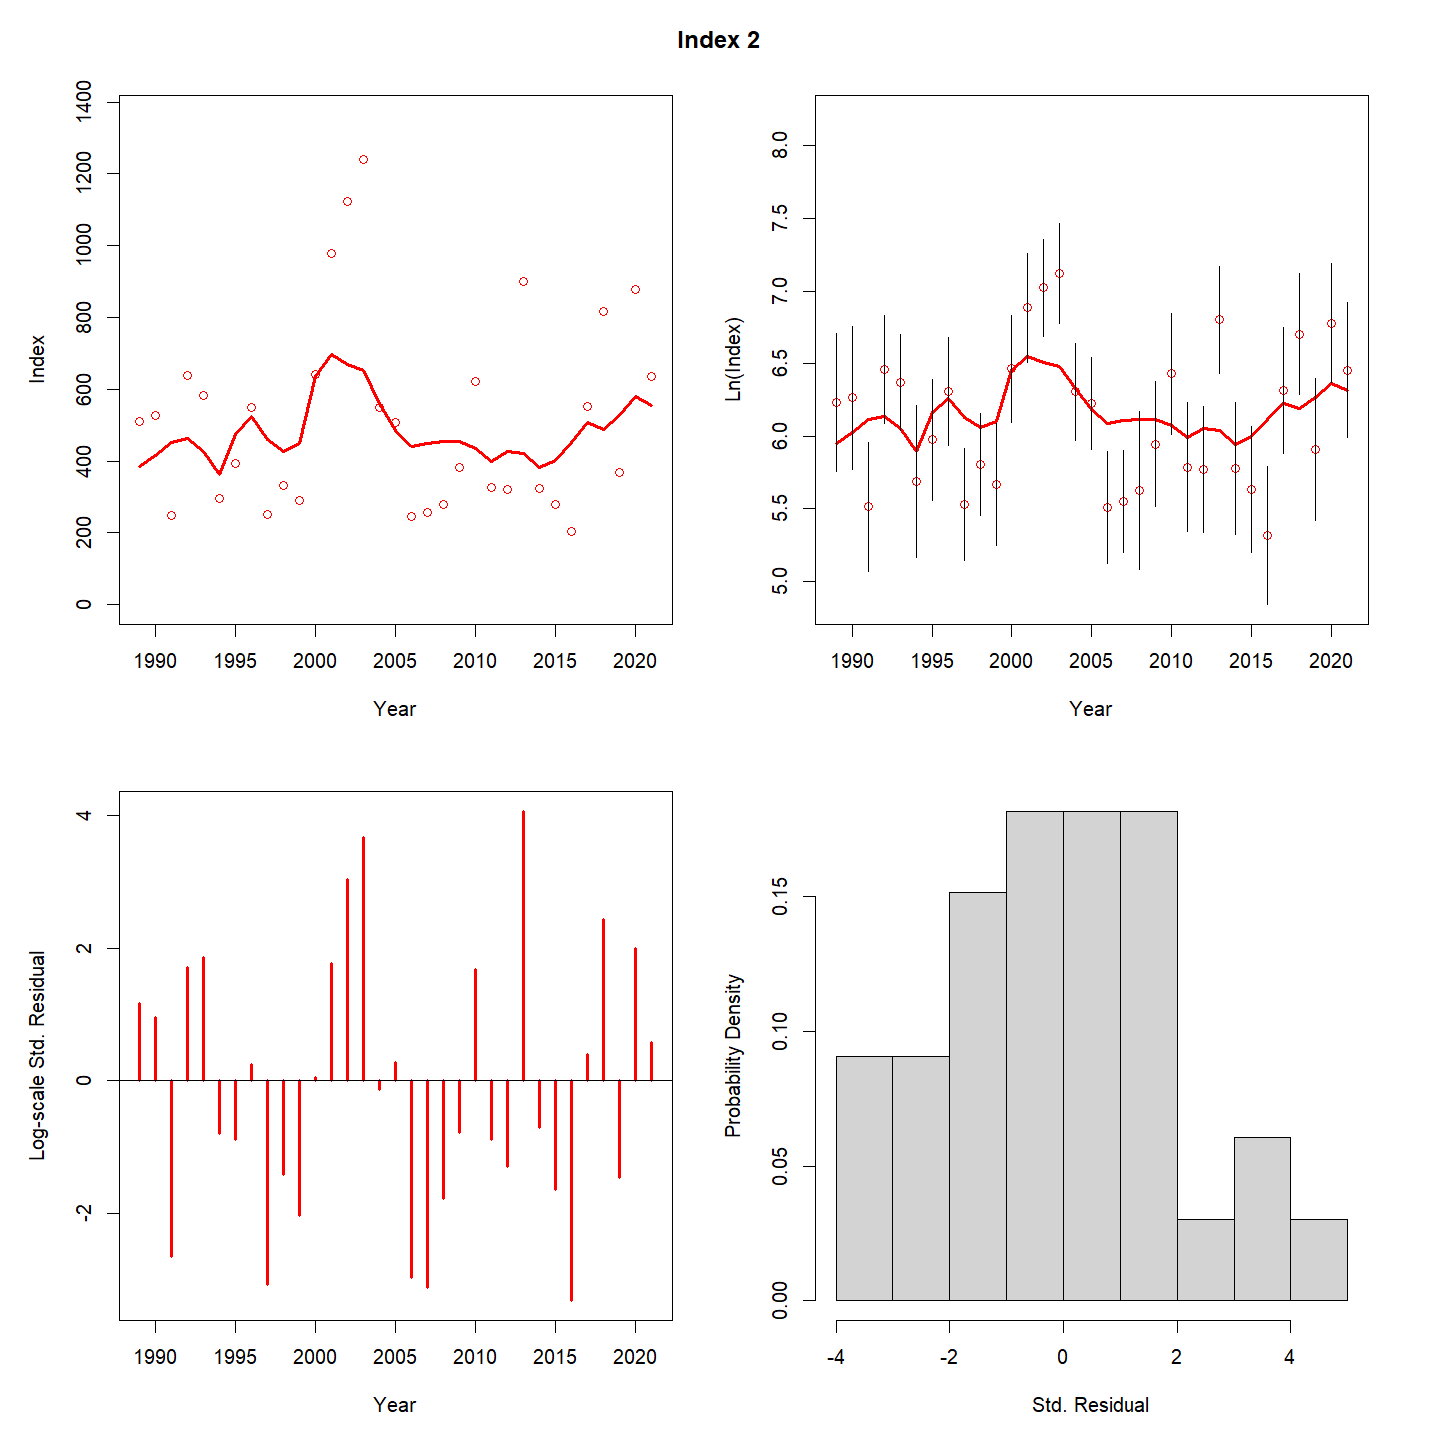 Index 2
Index
0 200 400 600 800 1000 1200 1400
1990 1995 2000 2005 2010 2015 2020
Year
Ln(Index)
5.0 5.5 6.0 6.5 7.0 7.5 8.0
1990 1995 2000 2005 2010 2015 2020
Year
Log-scale Std. Residual
-2 0 2 4
1990 1995 2000 2005 2010 2015 2020
Year
Probability Density
0.00 0.05 0.10 0.15
-4 -2 0 2 4
Std. Residual